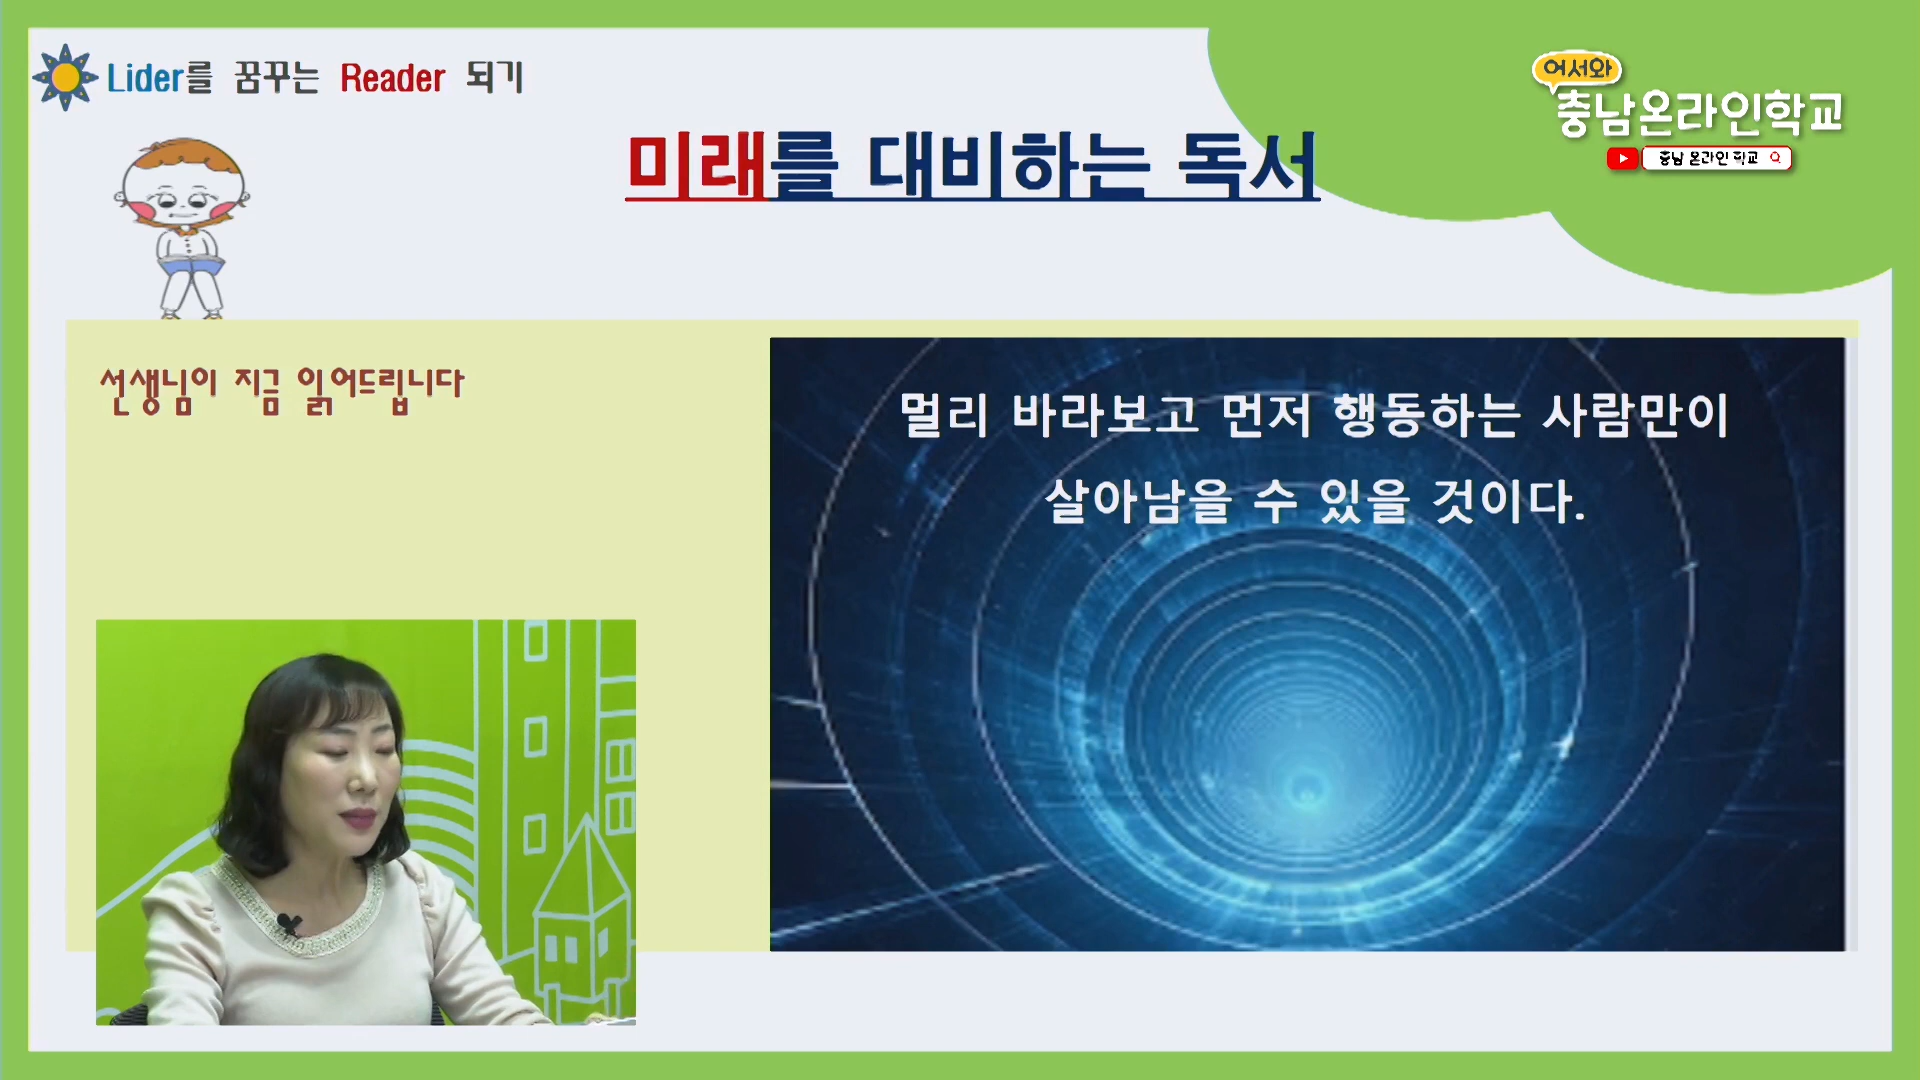 Lider를 꿈꾸는 Reader 되기
어서와
충남온라인학교
충남 온라인 학교
미래를 대비하는 독서
선생님이 지금 읽어드립니다
멀리 바라보고 먼저 행동하는 사람만이
살아남을 수 있을 것이다.